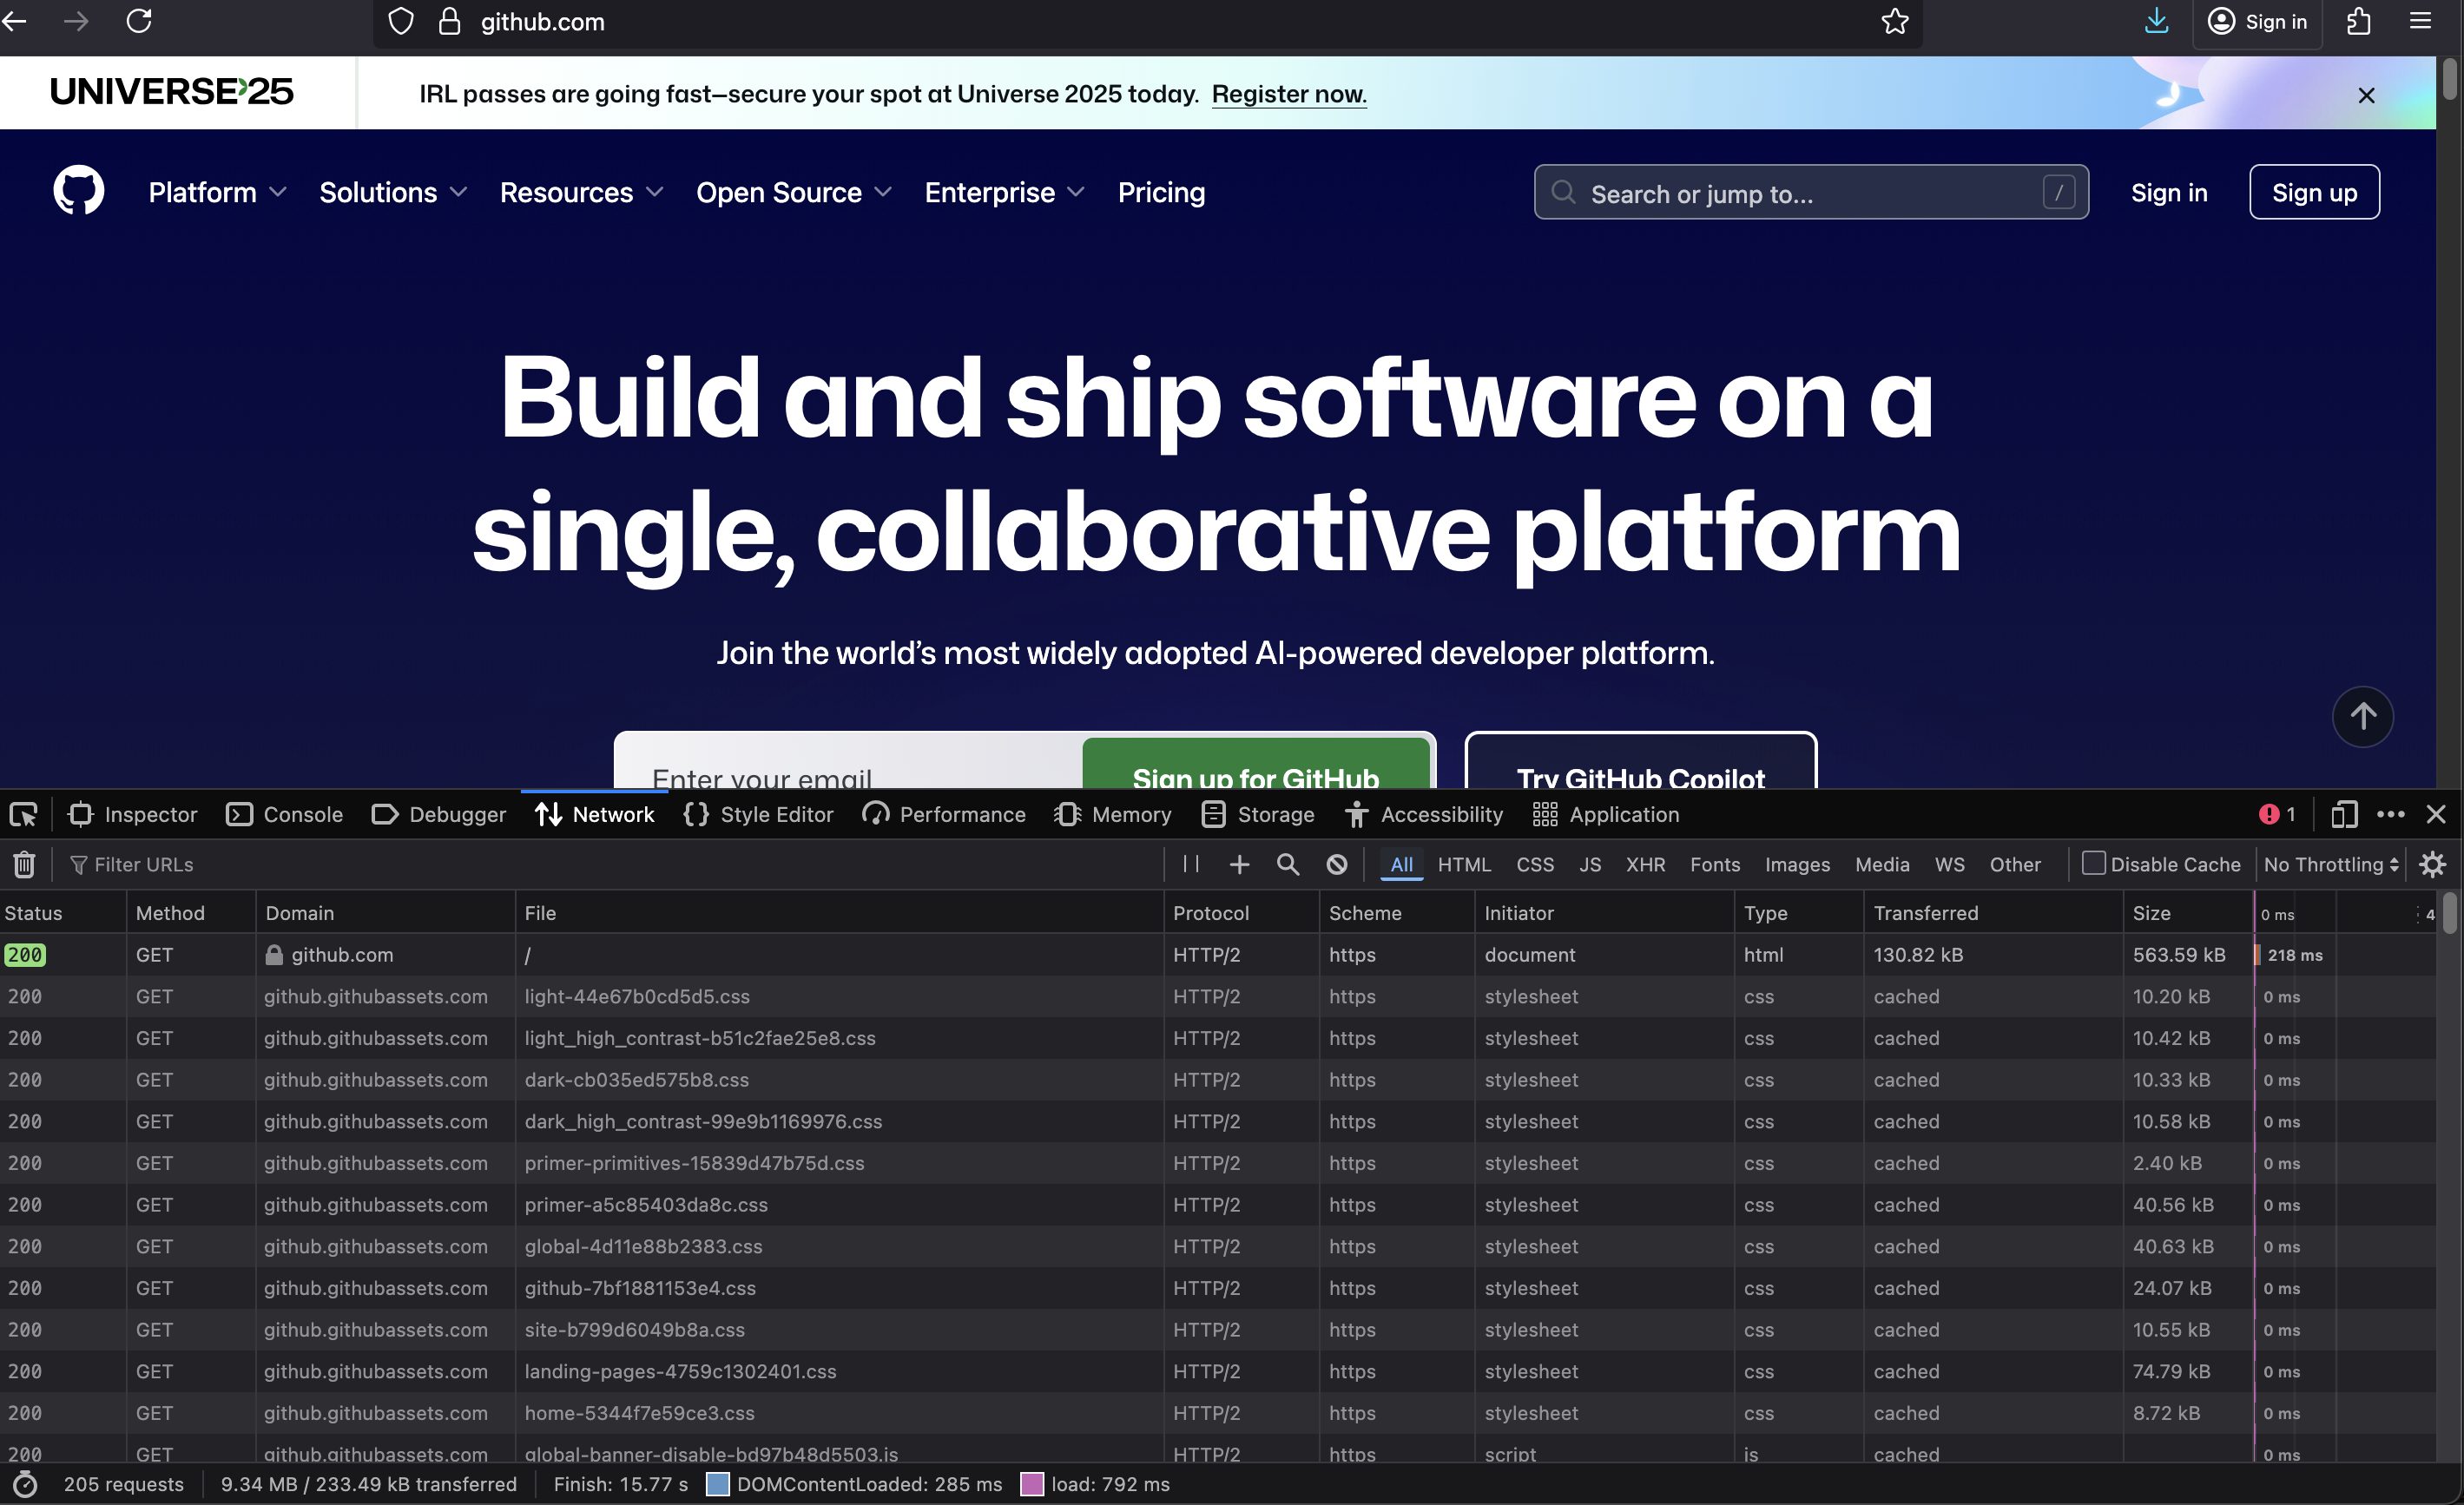 github.com
Sign in
UNIVERSE'25
IRL passes are going fast—secure your spot at Universe 2025 today. Register now.
Platform Solutions Resources Open Source Enterprise Pricing Search or jump to... / Sign in Sign up
Build and ship software on a
single, collaborative platform
Join the world's most widely adopted AI-powered developer platform.
Enter your email Sign up for GitHub Try GitHub Copilot
Inspector Console Debugger Network Style Editor Performance Memory Storage Accessibility Application 1
Filter URLs All HTML CSS JS XHR Fonts Images Media WS Other Disable Cache No Throttling
Status Method Domain File Protocol Scheme Initiator Type Transferred Size 0 ms 4
200 GET github.com / HTTP/2 https document html 130.82 kB 563.59 kB 218 ms
200 GET github.githubassets.com light-44e67b0cd5d5.css HTTP/2 https stylesheet css cached 10.20 kB 0 ms
200 GET github.githubassets.com light_high_contrast-b51c2fae25e8.css HTTP/2 https stylesheet css cached 10.42 kB 0 ms
200 GET github.githubassets.com dark-cb035ed575b8.css HTTP/2 https stylesheet css cached 10.33 kB 0 ms
200 GET github.githubassets.com dark_high_contrast-99e9b1169976.css HTTP/2 https stylesheet css cached 10.58 kB 0 ms
200 GET github.githubassets.com primer-primitives-15839d47b75d.css HTTP/2 https stylesheet css cached 2.40 kB 0 ms
200 GET github.githubassets.com primer-a5c85403da8c.css HTTP/2 https stylesheet css cached 40.56 kB 0 ms
200 GET github.githubassets.com global-4d11e88b2383.css HTTP/2 https stylesheet css cached 40.63 kB 0 ms
200 GET github.githubassets.com github-7bf1881153e4.css HTTP/2 https stylesheet css cached 24.07 kB 0 ms
200 GET github.githubassets.com site-b799d6049b8a.css HTTP/2 https stylesheet css cached 10.55 kB 0 ms
200 GET github.githubassets.com landing-pages-4759c1302401.css HTTP/2 https stylesheet css cached 74.79 kB 0 ms
200 GET github.githubassets.com home-5344f7e59ce3.css HTTP/2 https stylesheet css cached 8.72 kB 0 ms
200 GET github.githubassets.com global-banner-disable-bd97b48d5503.js HTTP/2 https script js cached 0 ms
205 requests 9.34 MB / 233.49 kB transferred Finish: 15.77 s DOMContentLoaded: 285 ms load: 792 ms